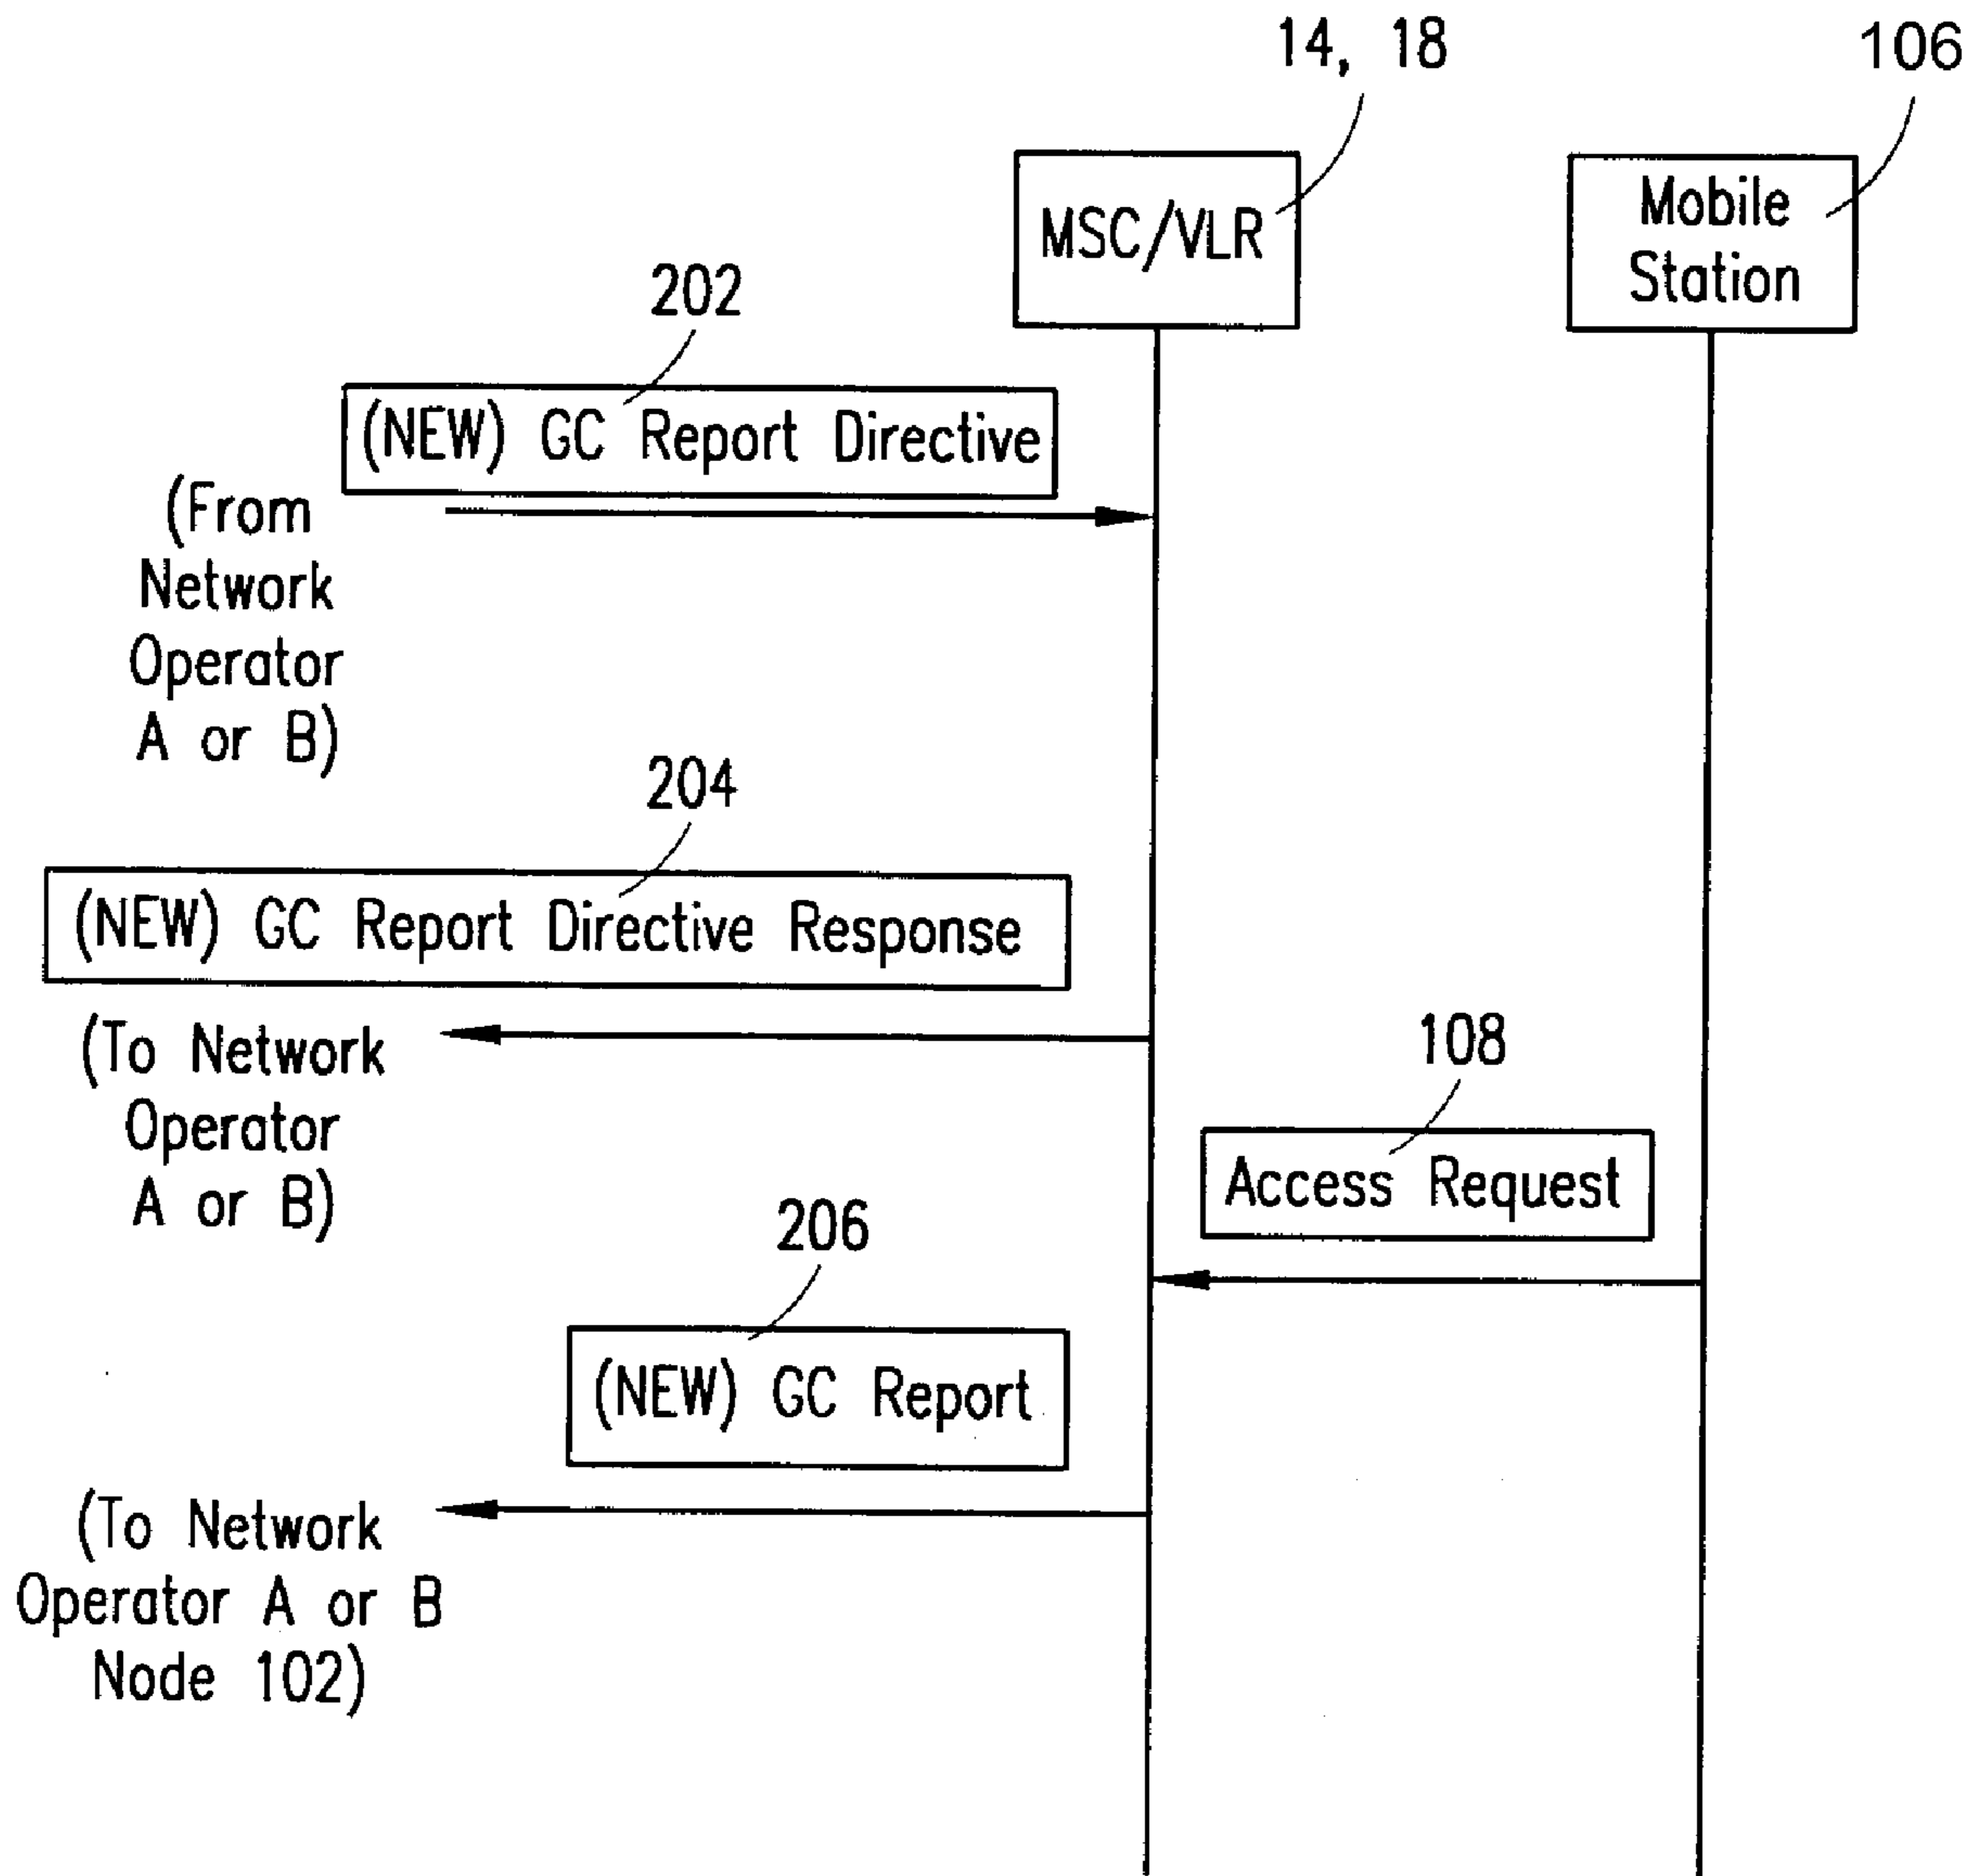 14, 18
106
MSC/VLR
Mobile
Station
202
(NEW) GC Report Directive
(From
Network
Operator
A or B)
204
(NEW) GC Report Directive Response
(To Network
Operator
A or B)
108
Access Request
206
(NEW) GC Report
(To Network
Operator A or B
Node 102)